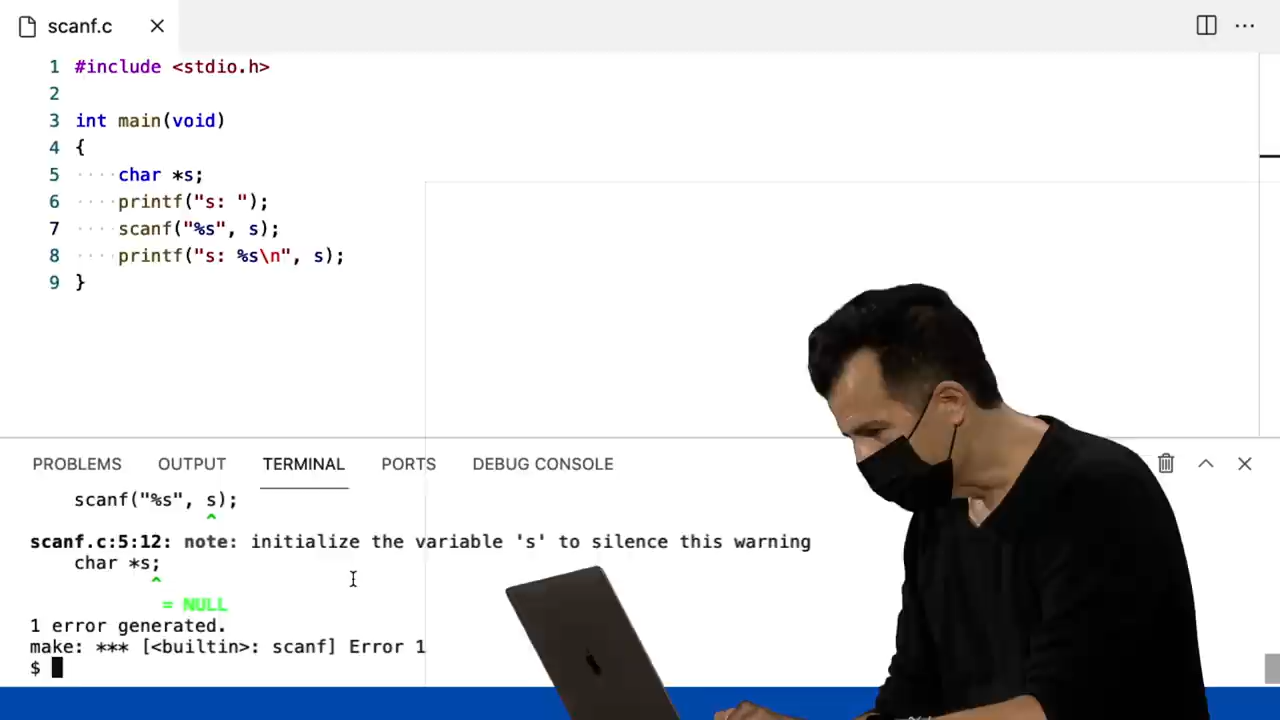 scanf.c
1 #include <stdio.h>
2
3 int main(void)
4 {
5 ····char *s;
6 ····printf("s: ");
7 ····scanf("%s", s);
8 ····printf("s: %s\n", s);
9 }
PROBLEMS OUTPUT TERMINAL PORTS DEBUG CONSOLE
scanf("%s", s);
^
scanf.c:5:12: note: initialize the variable 's' to silence this warning
char *s;
^
= NULL
1 error generated.
make: *** [<builtin>: scanf] Error 1
$